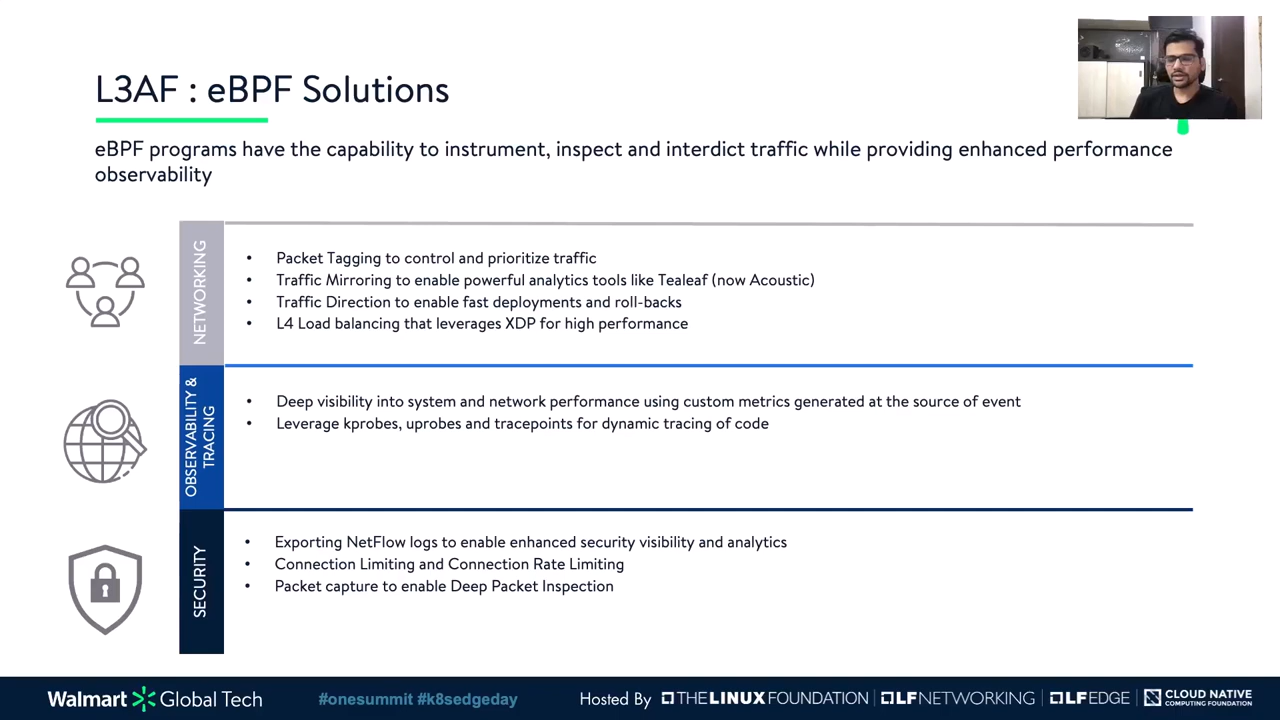 L3AF : eBPF Solutions
eBPF programs have the capability to instrument, inspect and interdict traffic while providing enhanced performance
observability
NETWORKING
• Packet Tagging to control and prioritize traffic
• Traffic Mirroring to enable powerful analytics tools like Tealeaf (now Acoustic)
• Traffic Direction to enable fast deployments and roll-backs
• L4 Load balancing that leverages XDP for high performance
OBSERVABILITY &
TRACING
• Deep visibility into system and network performance using custom metrics generated at the source of event
• Leverage kprobes, uprobes and tracepoints for dynamic tracing of code
SECURITY
• Exporting NetFlow logs to enable enhanced security visibility and analytics
• Connection Limiting and Connection Rate Limiting
• Packet capture to enable Deep Packet Inspection
Walmart Global Tech
#onesummit #k8sedgeday
Hosted By
THE LINUX FOUNDATION
LF NETWORKING
LF EDGE
CLOUD NATIVE
COMPUTING FOUNDATION